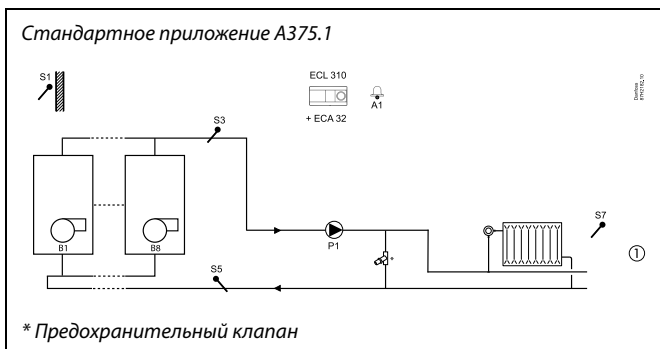 Стандартное приложение A375.1
S1
ECL 310
A1
+ ECA 32
S3
B1
B8
P1
*
S7
1
S5
* Предохранительный клапан